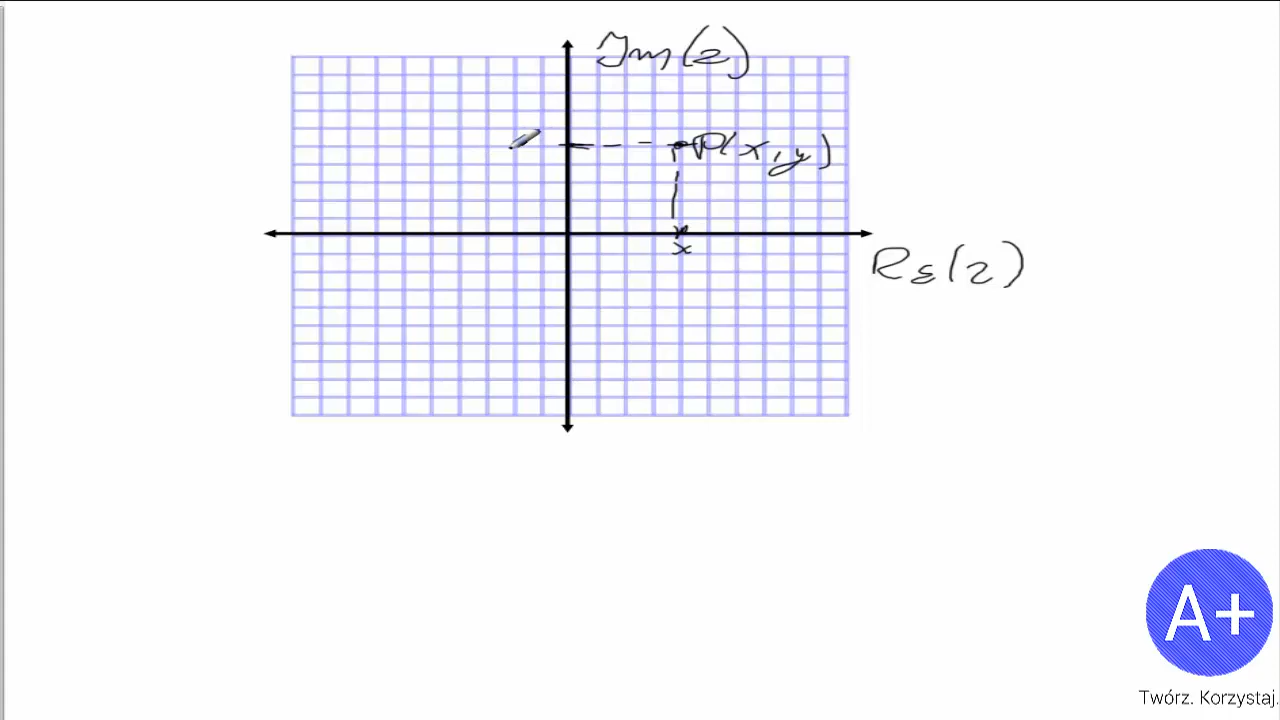 Im(z)
P(x,y)
x
Re(z)
A+
Twórz. Korzystaj.